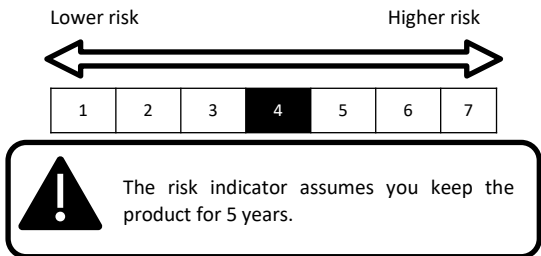 Lower risk Higher risk
1 2 3 4 5 6 7
The risk indicator assumes you keep the
product for 5 years.